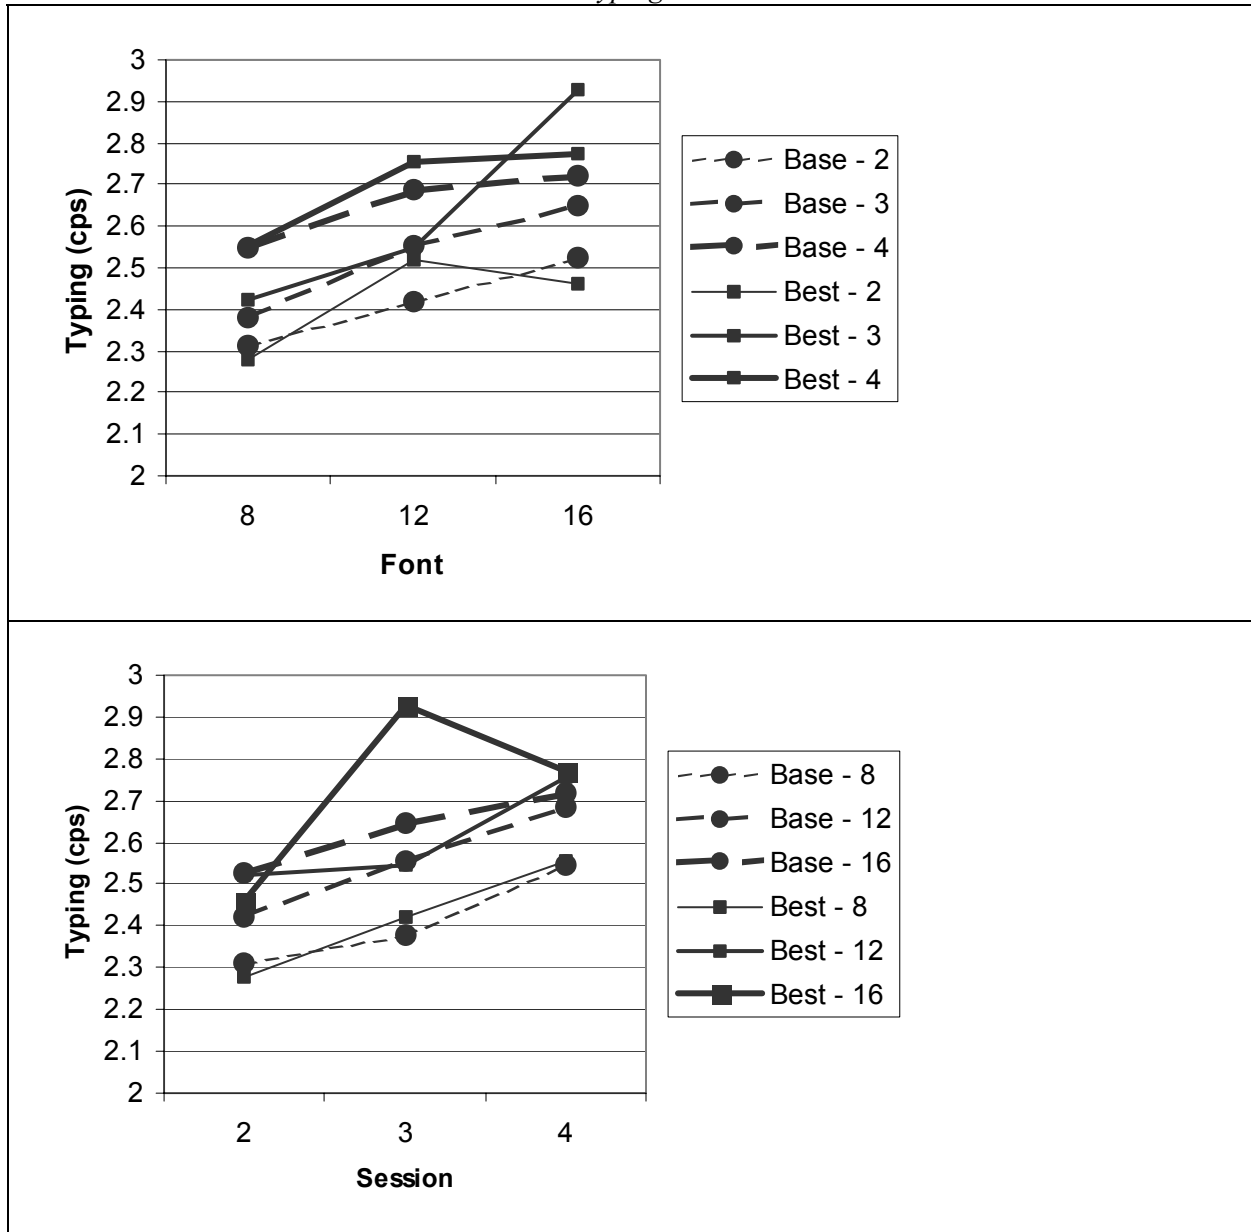 3
2.9
2.8
2.7
2.6
2.5
2.4
2.3
2.2
2.1
2
Typing (cps)
8 12 16
Font
Base - 2
Base - 3
Base - 4
Best - 2
Best - 3
Best - 4
3
2.9
2.8
2.7
2.6
2.5
2.4
2.3
2.2
2.1
2
Typing (cps)
2 3 4
Session
Base - 8
Base - 12
Base - 16
Best - 8
Best - 12
Best - 16